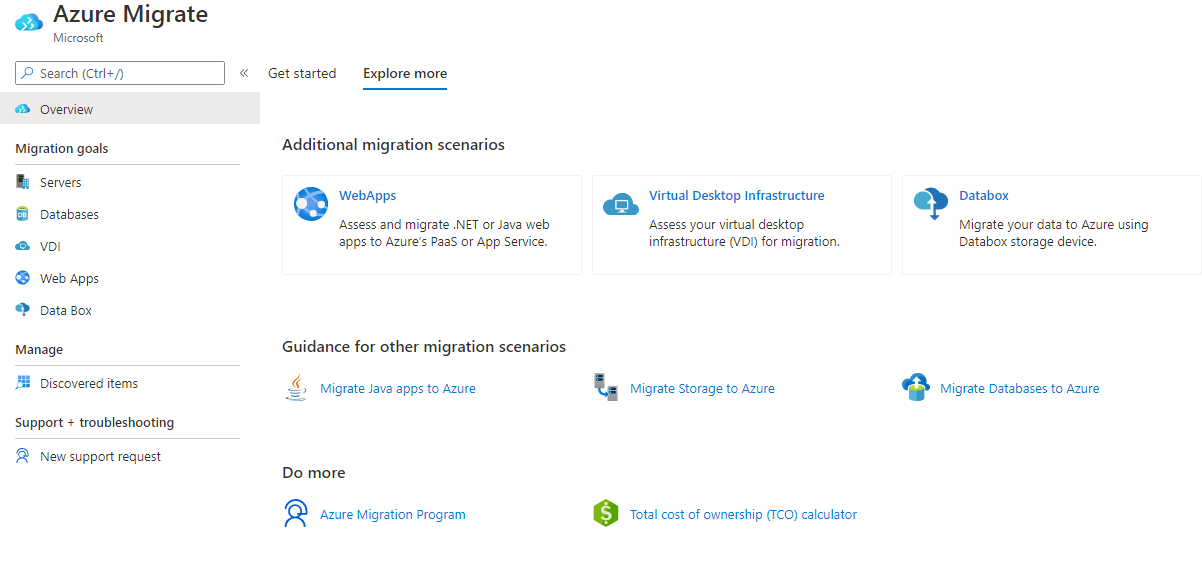 Azure Migrate
Microsoft
Search (Ctrl+/)
«
Overview
Migration goals
Servers
Databases
VDI
Web Apps
Data Box
Manage
Discovered items
Support + troubleshooting
New support request
Get started
Explore more
Additional migration scenarios
WebApps
Assess and migrate .NET or Java web
apps to Azure's PaaS or App Service.
Virtual Desktop Infrastructure
Assess your virtual desktop
infrastructure (VDI) for migration.
Databox
Migrate your data to Azure using
Databox storage device.
Guidance for other migration scenarios
Migrate Java apps to Azure
Migrate Storage to Azure
Migrate Databases to Azure
Do more
Azure Migration Program
Total cost of ownership (TCO) calculator